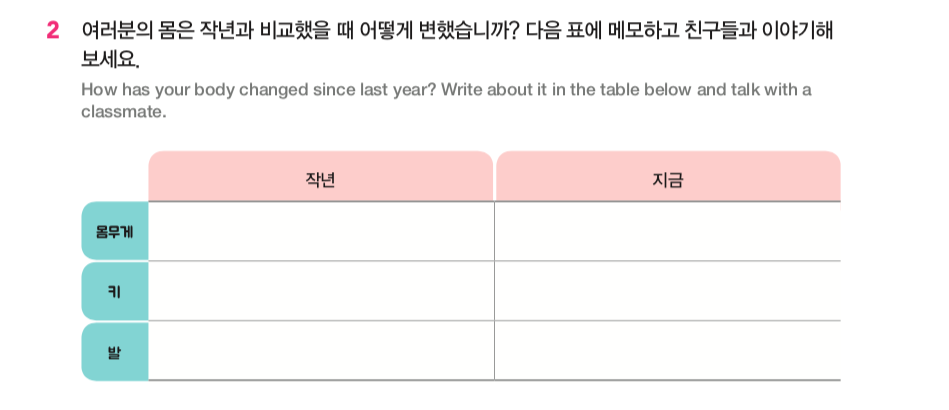 2 여러분의 몸은 작년과 비교했을 때 어떻게 변했습니까? 다음 표에 메모하고 친구들과 이야기해
보세요.
How has your body changed since last year? Write about it in the table below and talk with a
classmate.
작년 지금
몸무게
키
발